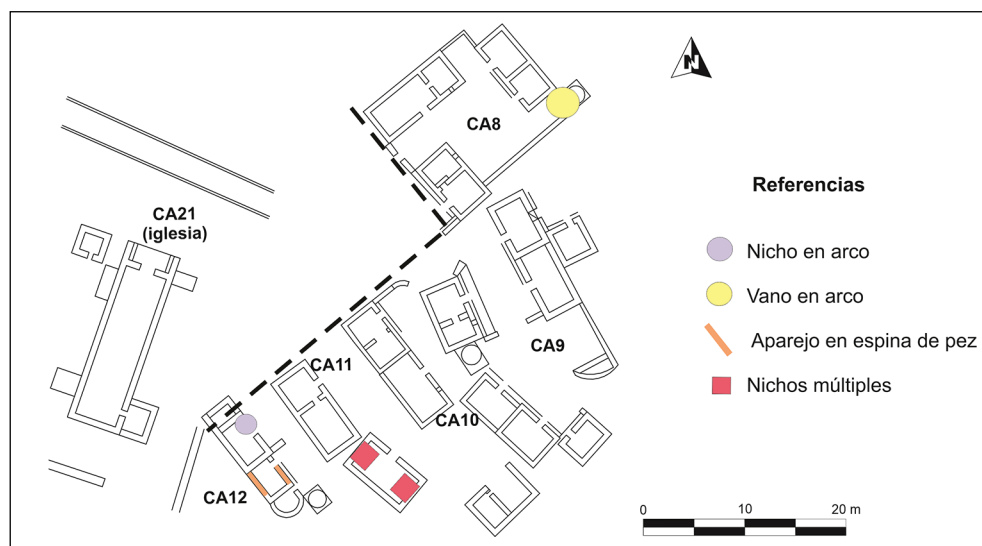 N
CA8
CA21
(iglesia)
CA9
CA11
CA10
CA12
Referencias
Nicho en arco
Vano en arco
Aparejo en espina de pez
Nichos múltiples
0 10 20 m